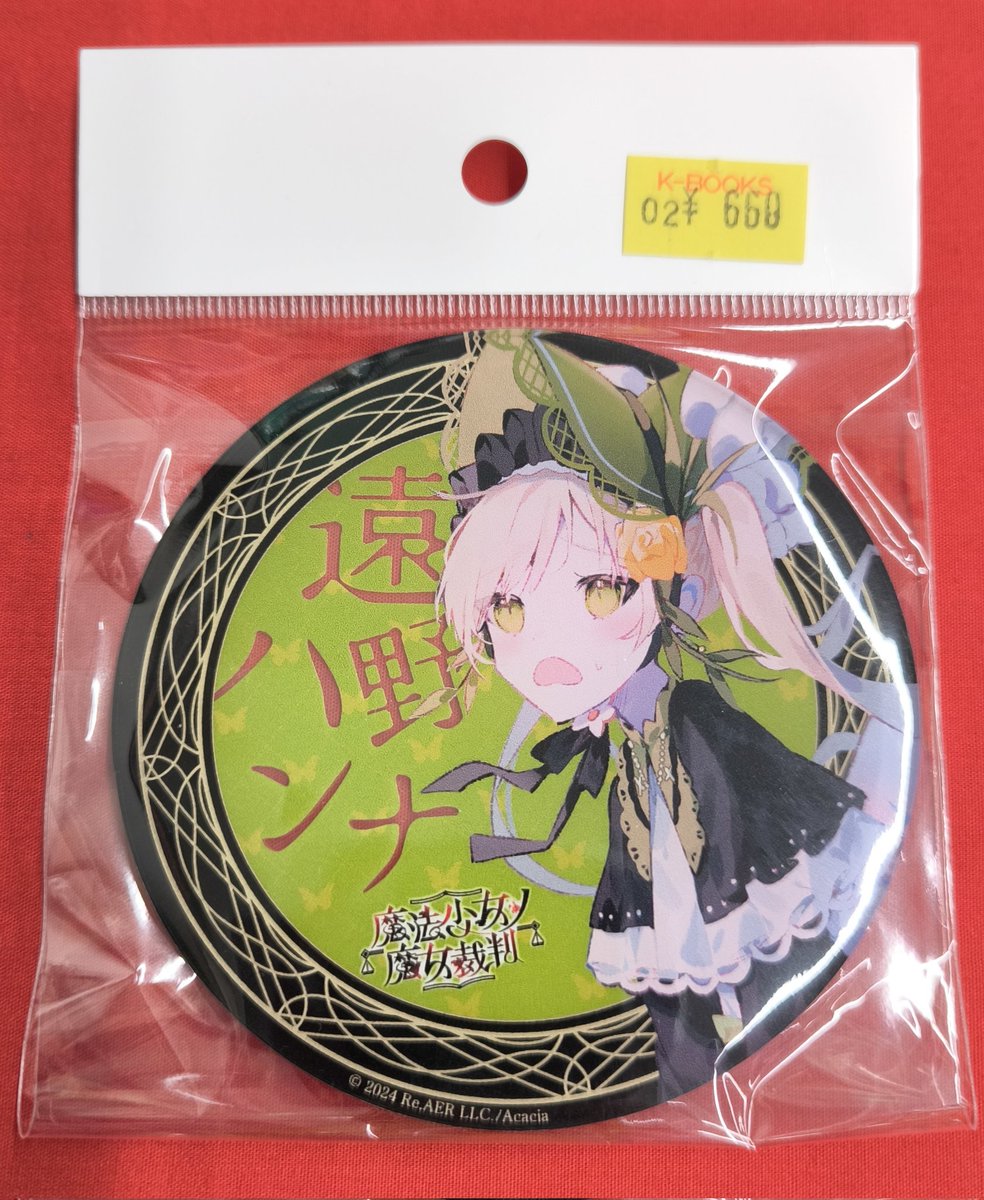 K-BOOKS
02¥ 660
遠野
ハンナ
魔法少女ノ
魔女裁判
© 2024 Re,AER LLC./Acacia